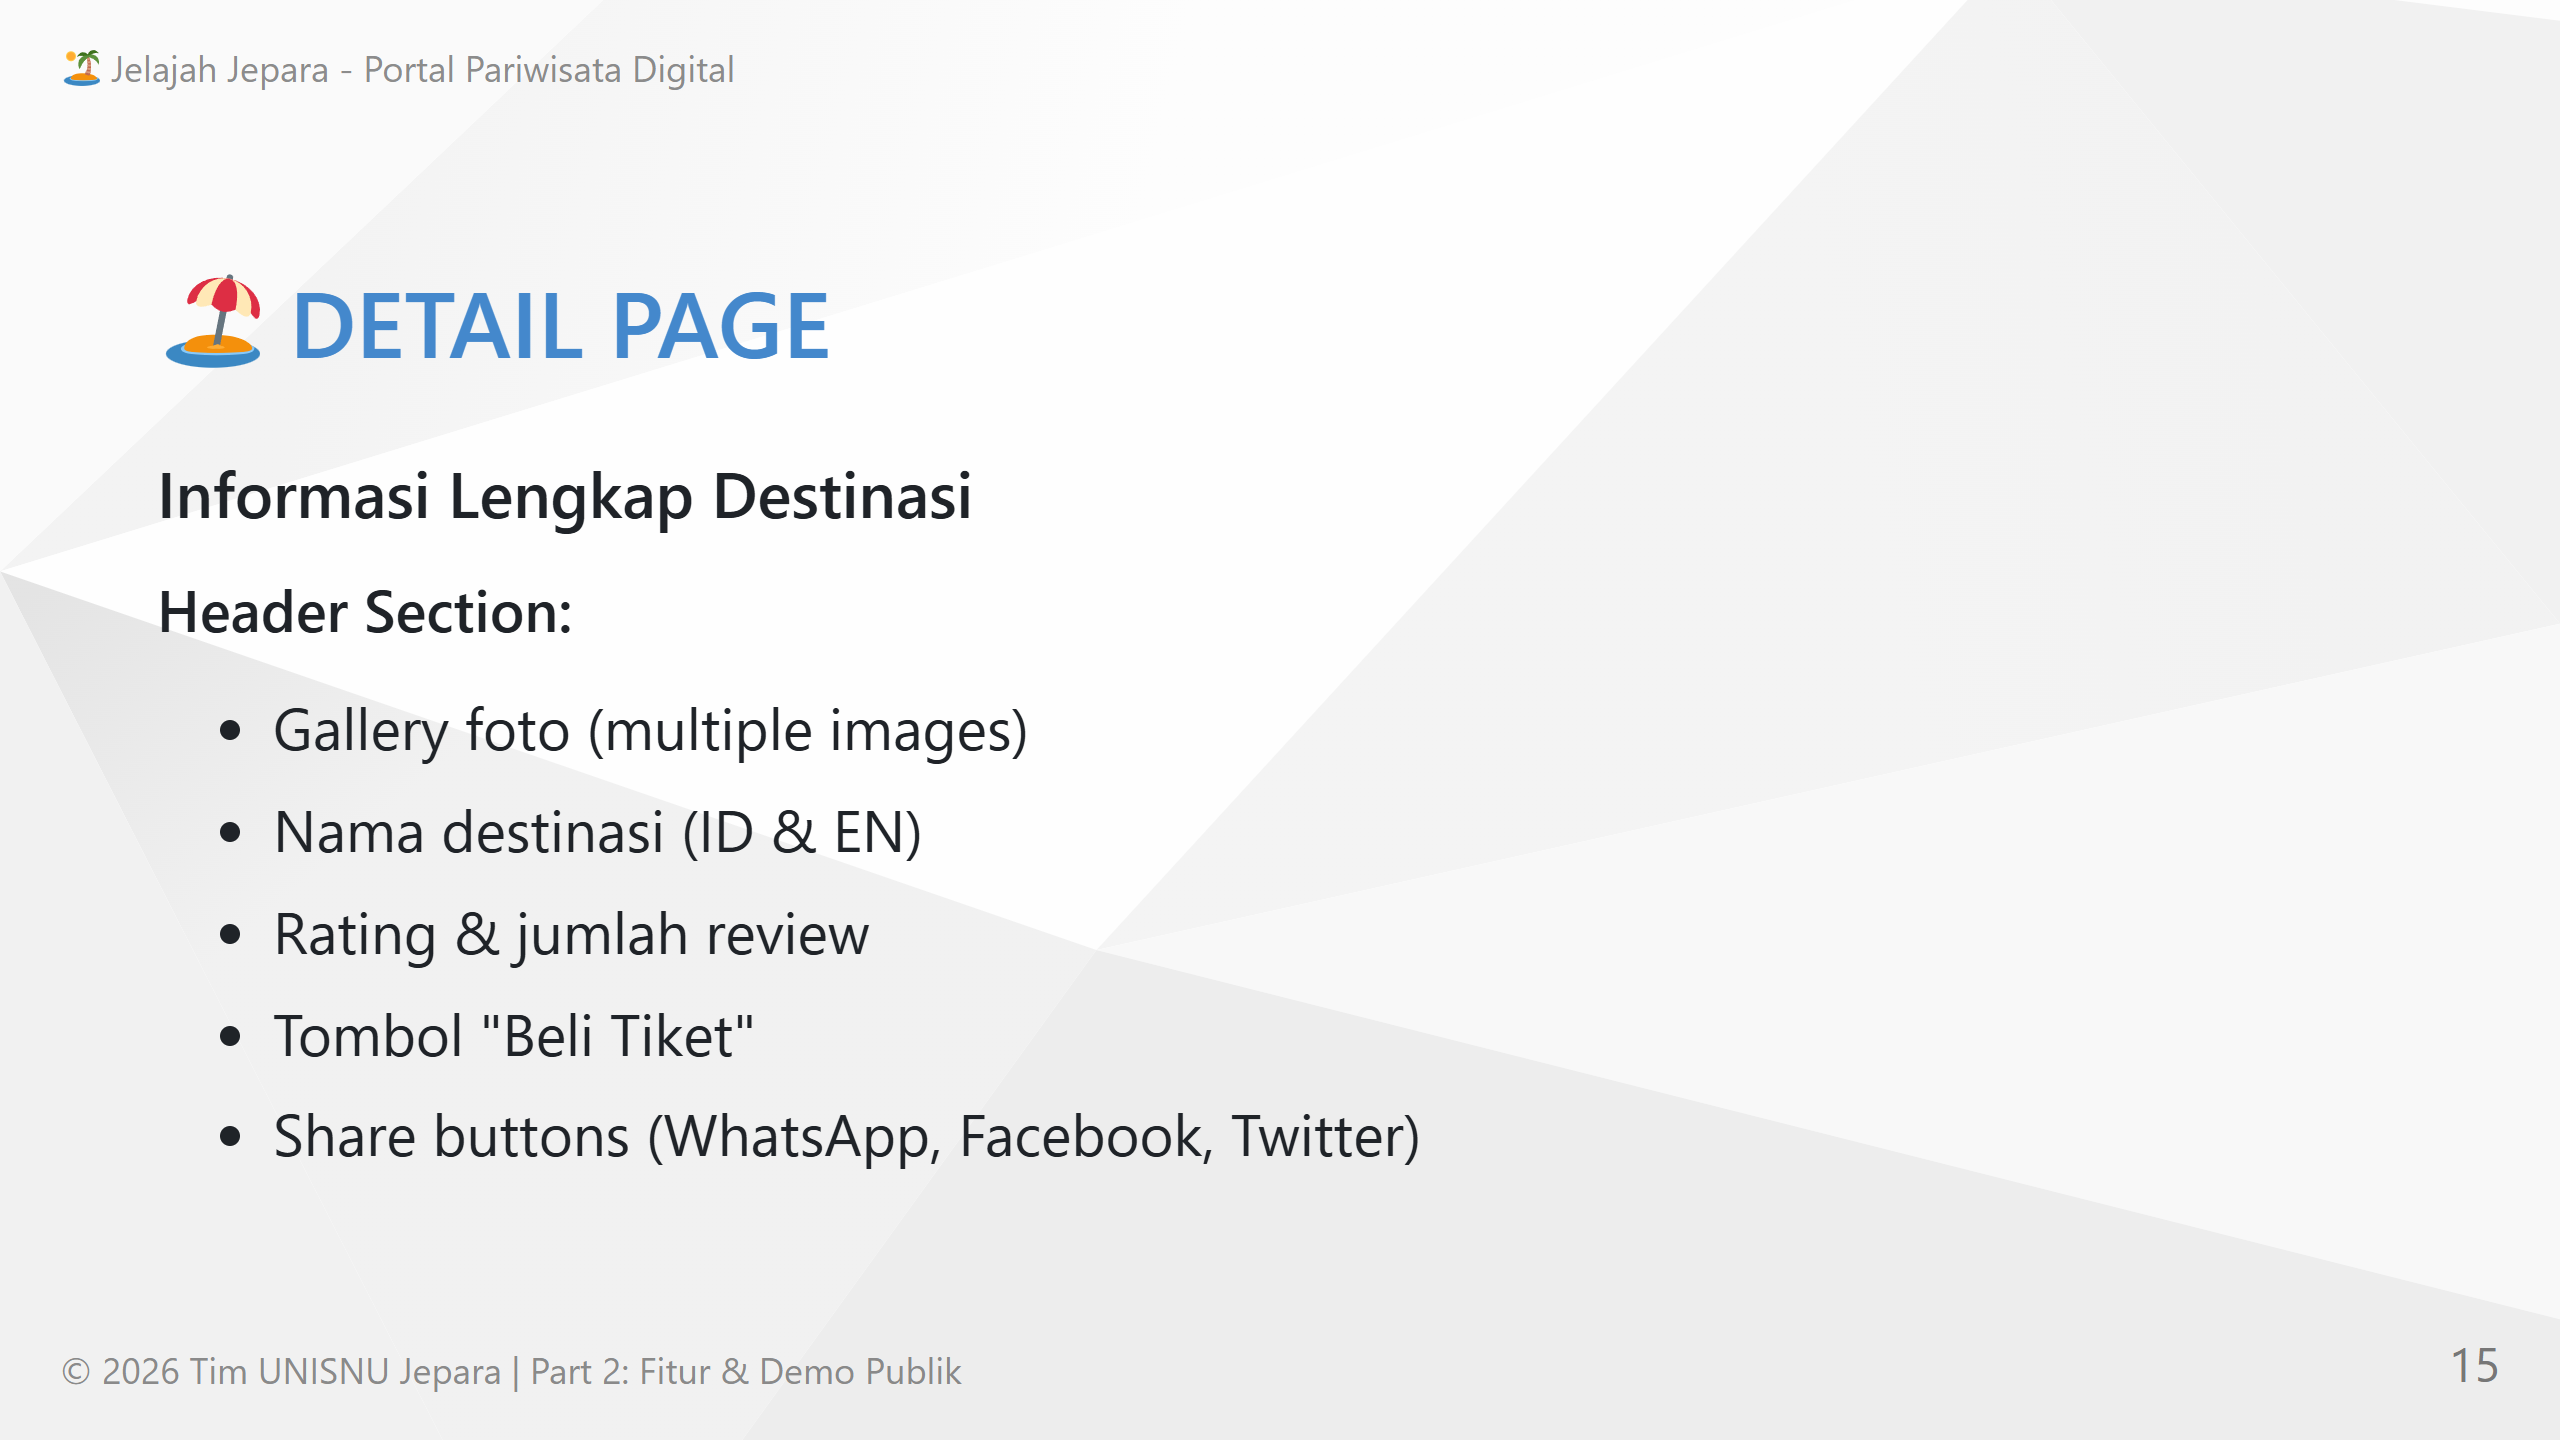 Jelajah Jepara - Portal Pariwisata Digital
DETAIL PAGE
Informasi Lengkap Destinasi
Header Section:
• Gallery foto (multiple images)
• Nama destinasi (ID & EN)
• Rating & jumlah review
• Tombol "Beli Tiket"
• Share buttons (WhatsApp, Facebook, Twitter)
© 2026 Tim UNISNU Jepara | Part 2: Fitur & Demo Publik
15